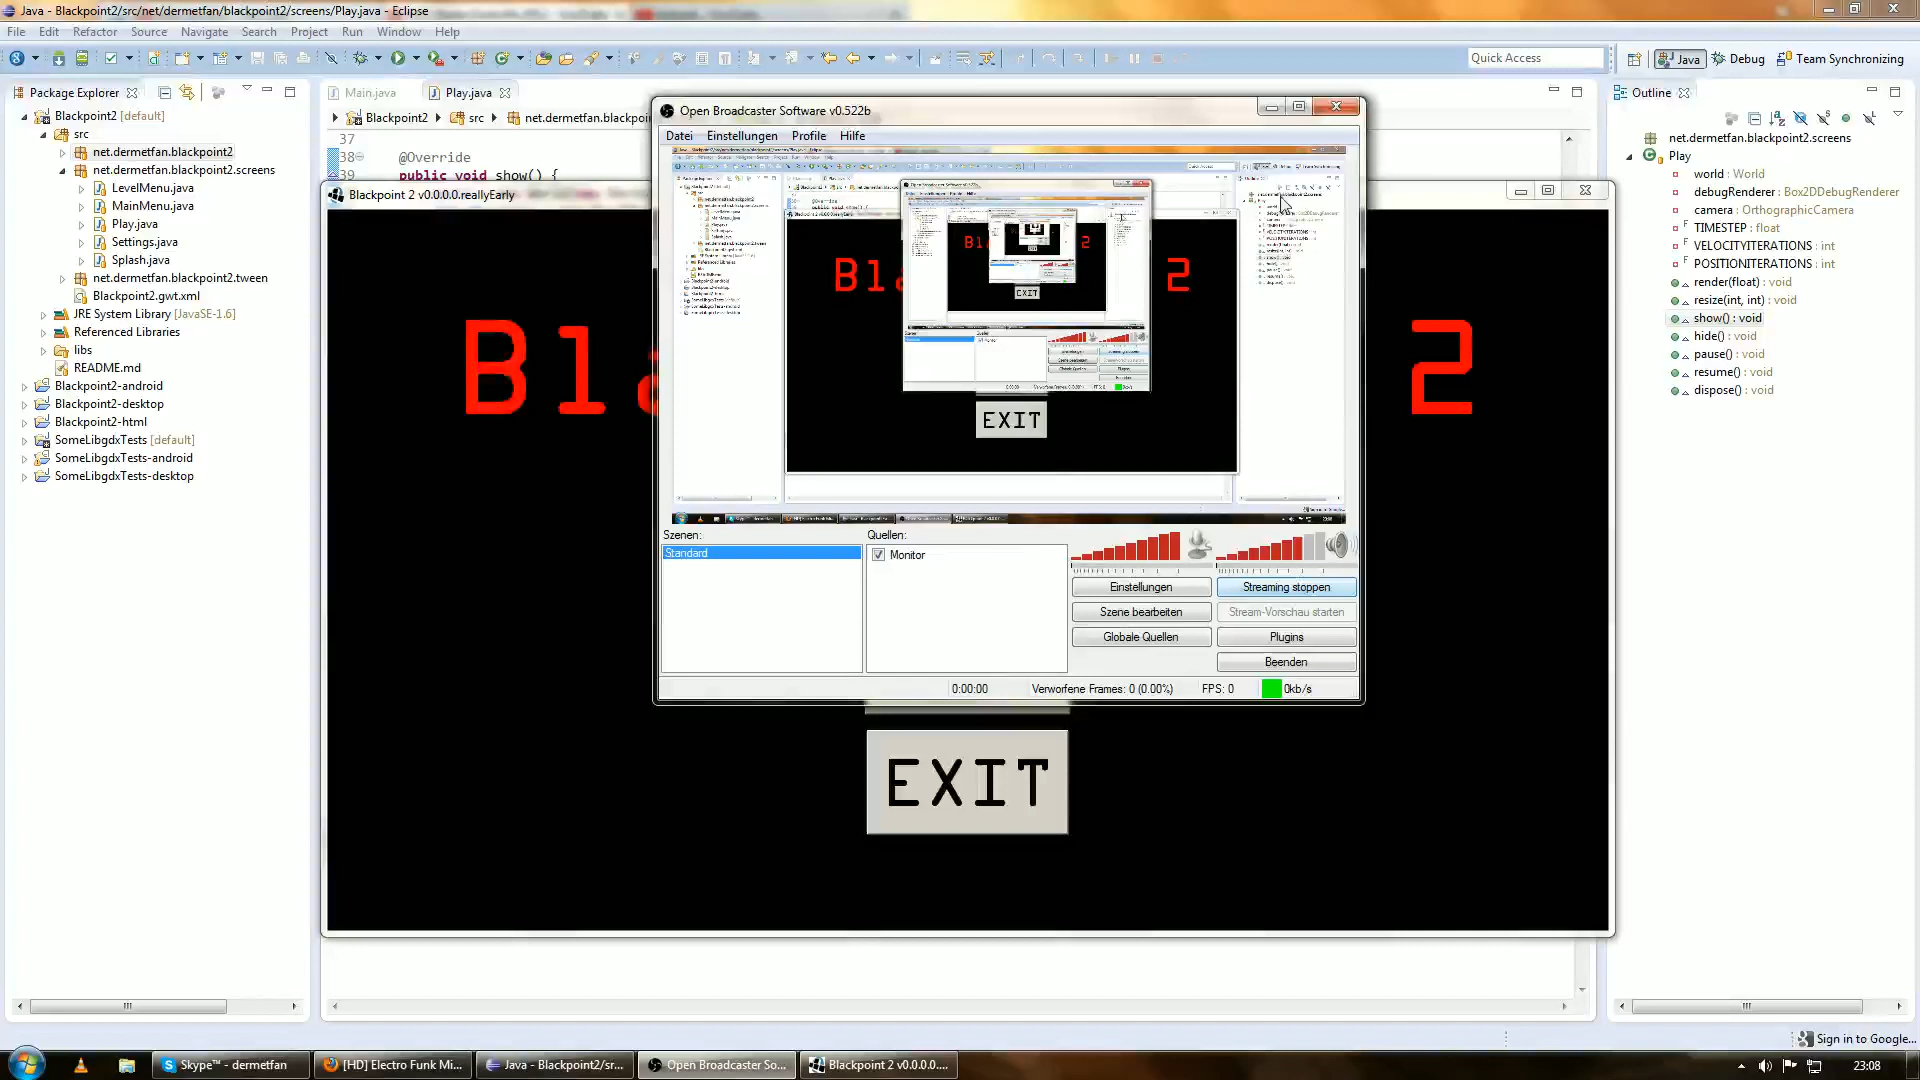 Java - Blackpoint2/src/net/dermetfan/blackpoint2/screens/Play.java - Eclipse
File Edit Refactor Source Navigate Search Project Run Window Help
Quick Access
Java
Debug
Team Synchronizing
Package Explorer
Blackpoint2 [default]
src
net.dermetfan.blackpoint2
net.dermetfan.blackpoint2.screens
LevelMenu.java
MainMenu.java
Play.java
Settings.java
Splash.java
net.dermetfan.blackpoint2.tween
Blackpoint2.gwt.xml
JRE System Library [JavaSE-1.6]
Referenced Libraries
libs
README.md
Blackpoint2-android
Blackpoint2-desktop
Blackpoint2-html
SomeLibgdxTests [default]
SomeLibgdxTests-android
SomeLibgdxTests-desktop
Main.java
Play.java
Blackpoint2
src
net.dermetfan.blackpoin
37
38 @Override
39 public void show() {
Blackpoint 2 v0.0.0.0.reallyEarly
Bla
2
EXIT
Open Broadcaster Software v0.522b
Datei Einstellungen Profile Hilfe
Bla
2
EXIT
EXIT
Szenen:
Standard
Quellen:
Monitor
Einstellungen
Streaming stoppen
Szene bearbeiten
Stream-Vorschau starten
Globale Quellen
Plugins
Beenden
0:00:00
Verworfene Frames: 0 (0.00%)
FPS: 0
0kb/s
Outline
net.dermetfan.blackpoint2.screens
Play
world : World
debugRenderer : Box2DDebugRenderer
camera : OrthographicCamera
TIMESTEP : float
VELOCITYITERATIONS : int
POSITIONITERATIONS : int
render(float) : void
resize(int, int) : void
show() : void
hide() : void
pause() : void
resume() : void
dispose() : void
Sign in to Google...
Skype™ - dermetfan
[HD] Electro Funk Mi...
Java - Blackpoint2/sr...
Open Broadcaster So...
Blackpoint 2 v0.0.0.0....
23:08